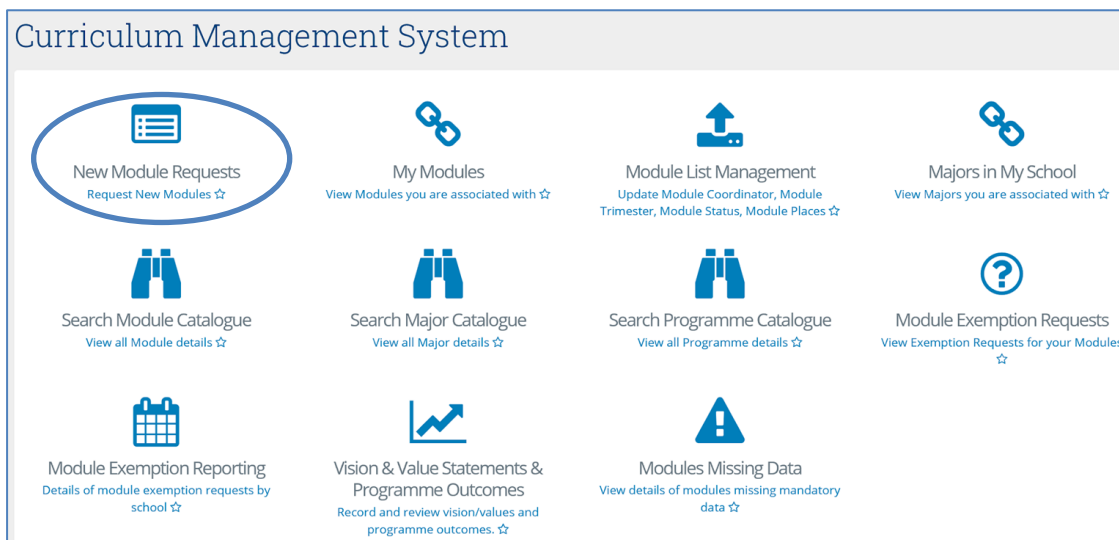 Curriculum Management System
New Module Requests
Request New Modules
My Modules
View Modules you are associated with
Module List Management
Update Module Coordinator, Module
Trimester, Module Status, Module Places
Majors in My School
View Majors you are associated with
Search Module Catalogue
View all Module details
Search Major Catalogue
View all Major details
Search Programme Catalogue
View all Programme details
Module Exemption Requests
View Exemption Requests for your Modules
Module Exemption Reporting
Details of module exemption requests by
school
Vision & Value Statements &
Programme Outcomes
Record and review vision/values and
programme outcomes.
Modules Missing Data
View details of modules missing mandatory
data